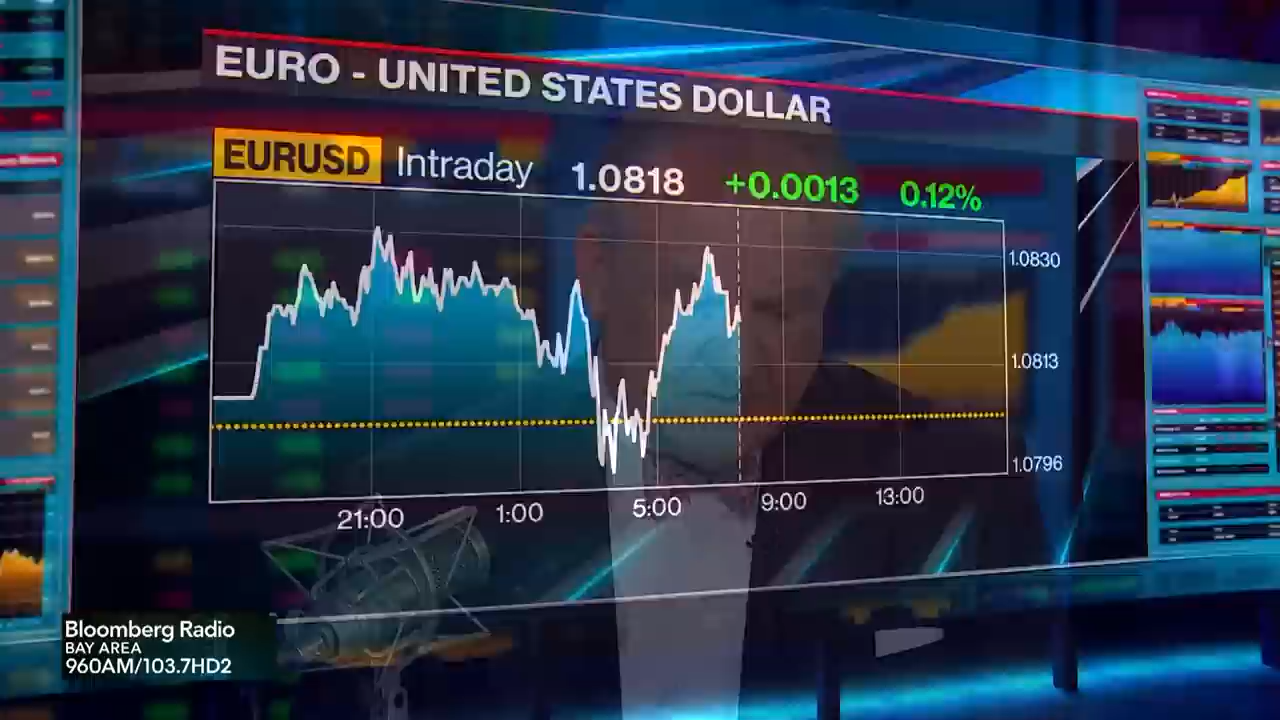 EURO - UNITED STATES DOLLAR
EURUSD Intraday 1.0818 +0.0013 0.12%
1.0830
1.0813
1.0796
21:00 1:00 5:00 9:00 13:00
Bloomberg Radio
BAY AREA
960AM/103.7HD2